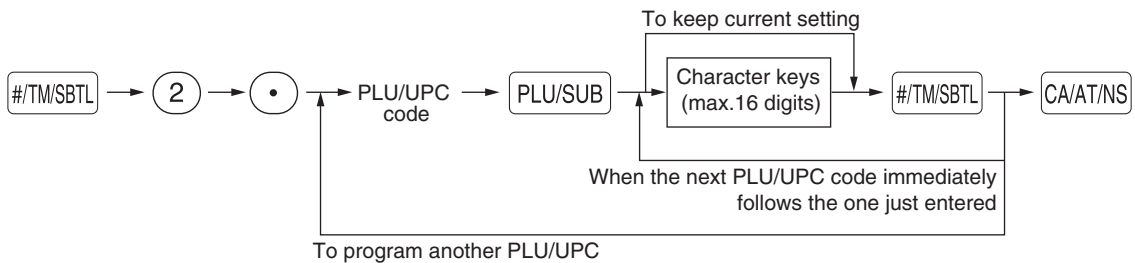 To keep current setting
#/TM/SBTL
2
•
PLU/UPC
code
PLU/SUB
Character keys
(max.16 digits)
#/TM/SBTL
CA/AT/NS
When the next PLU/UPC code immediately
follows the one just entered
To program another PLU/UPC